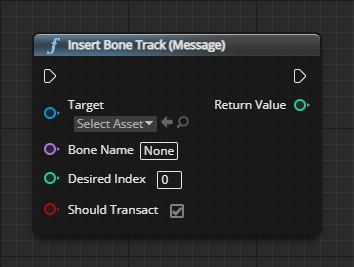 f Insert Bone Track (Message)
Target
Return Value
Select Asset
Bone Name None
Desired Index 0
Should Transact